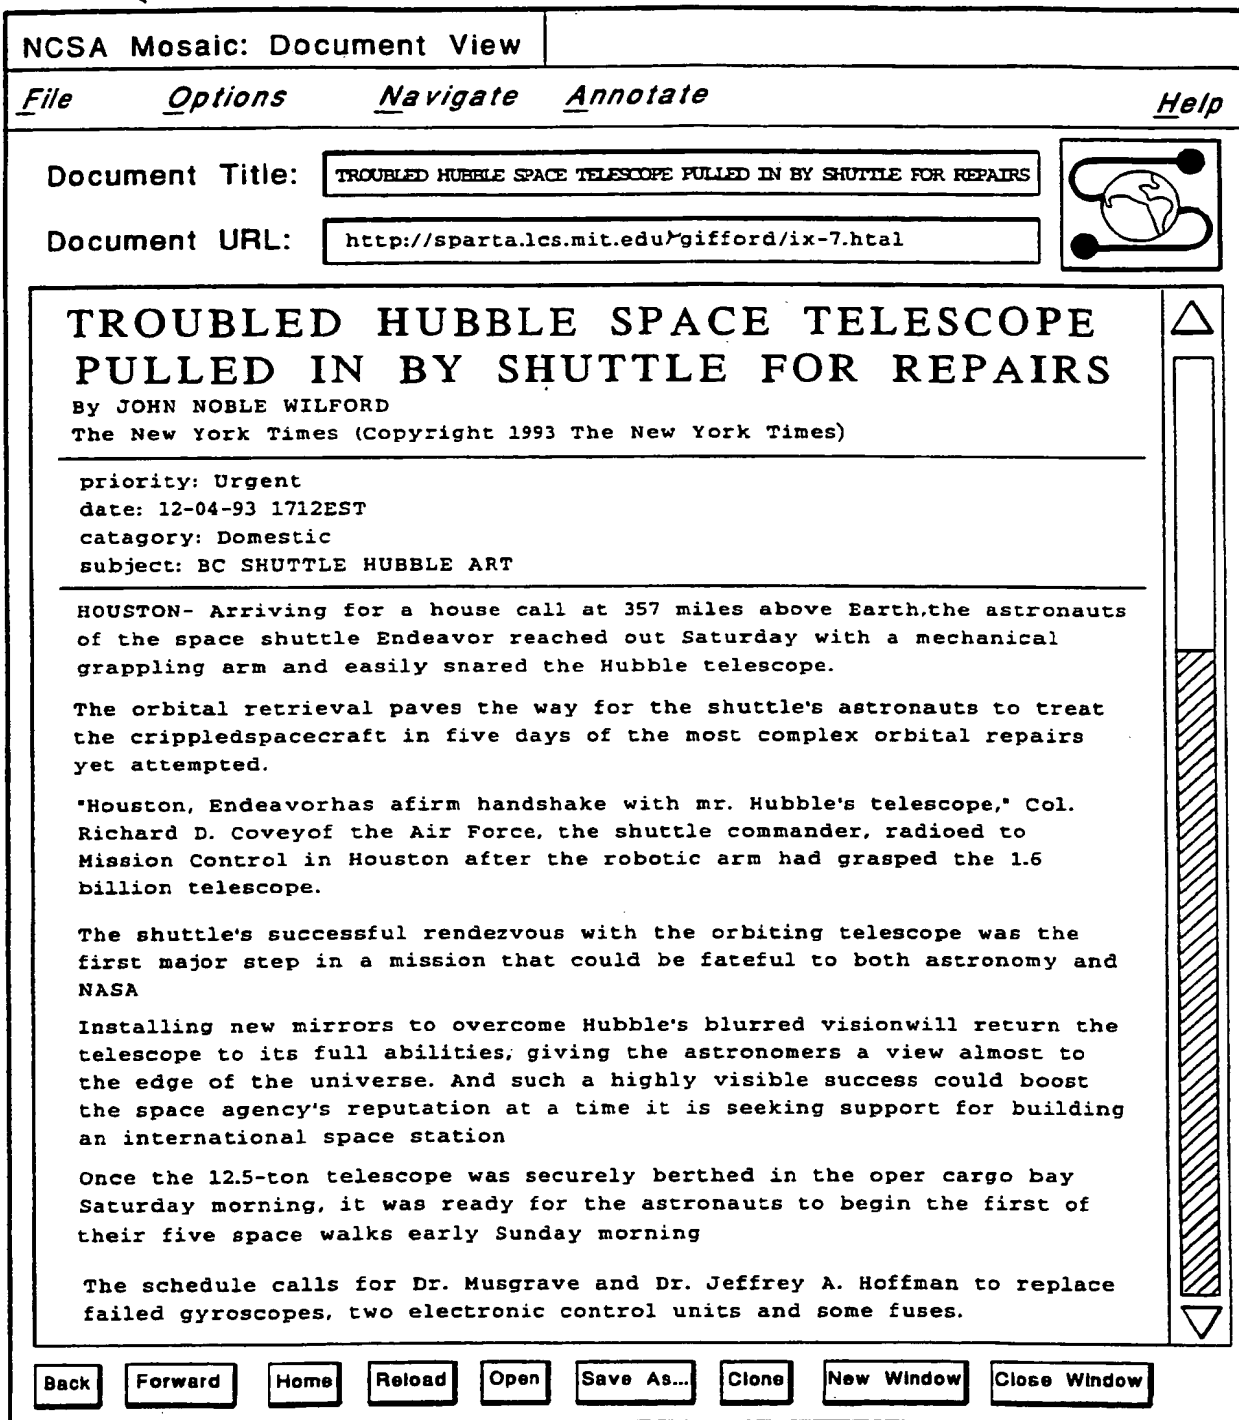 NCSA Mosaic: Document View
File Options Navigate Annotate Help
Document Title: TROUBLED HUBBLE SPACE TELESCOPE PULLED IN BY SHUTTLE FOR REPAIRS
Document URL: http://sparta.lcs.mit.edu/~gifford/ix-7.htal
TROUBLED HUBBLE SPACE TELESCOPE
PULLED IN BY SHUTTLE FOR REPAIRS
By JOHN NOBLE WILFORD
The New York Times (Copyright 1993 The New York Times)
priority: Urgent
date: 12-04-93 1712EST
catagory: Domestic
subject: BC SHUTTLE HUBBLE ART
HOUSTON- Arriving for a house call at 357 miles above Earth,the astronauts
of the space shuttle Endeavor reached out Saturday with a mechanical
grappling arm and easily snared the Hubble telescope.
The orbital retrieval paves the way for the shuttle's astronauts to treat
the crippledspacecraft in five days of the most complex orbital repairs
yet attempted.
"Houston, Endeavorhas afirm handshake with mr. Hubble's telescope," Col.
Richard D. Coveyof the Air Force, the shuttle commander, radioed to
Mission Control in Houston after the robotic arm had grasped the 1.6
billion telescope.
The shuttle's successful rendezvous with the orbiting telescope was the
first major step in a mission that could be fateful to both astronomy and
NASA
Installing new mirrors to overcome Hubble's blurred visionwill return the
telescope to its full abilities, giving the astronomers a view almost to
the edge of the universe. And such a highly visible success could boost
the space agency's reputation at a time it is seeking support for building
an international space station
Once the 12.5-ton telescope was securely berthed in the oper cargo bay
Saturday morning, it was ready for the astronauts to begin the first of
their five space walks early Sunday morning
The schedule calls for Dr. Musgrave and Dr. Jeffrey A. Hoffman to replace
failed gyroscopes, two electronic control units and some fuses.
Back Forward Home Reload Open Save As... Clone New Window Close Window